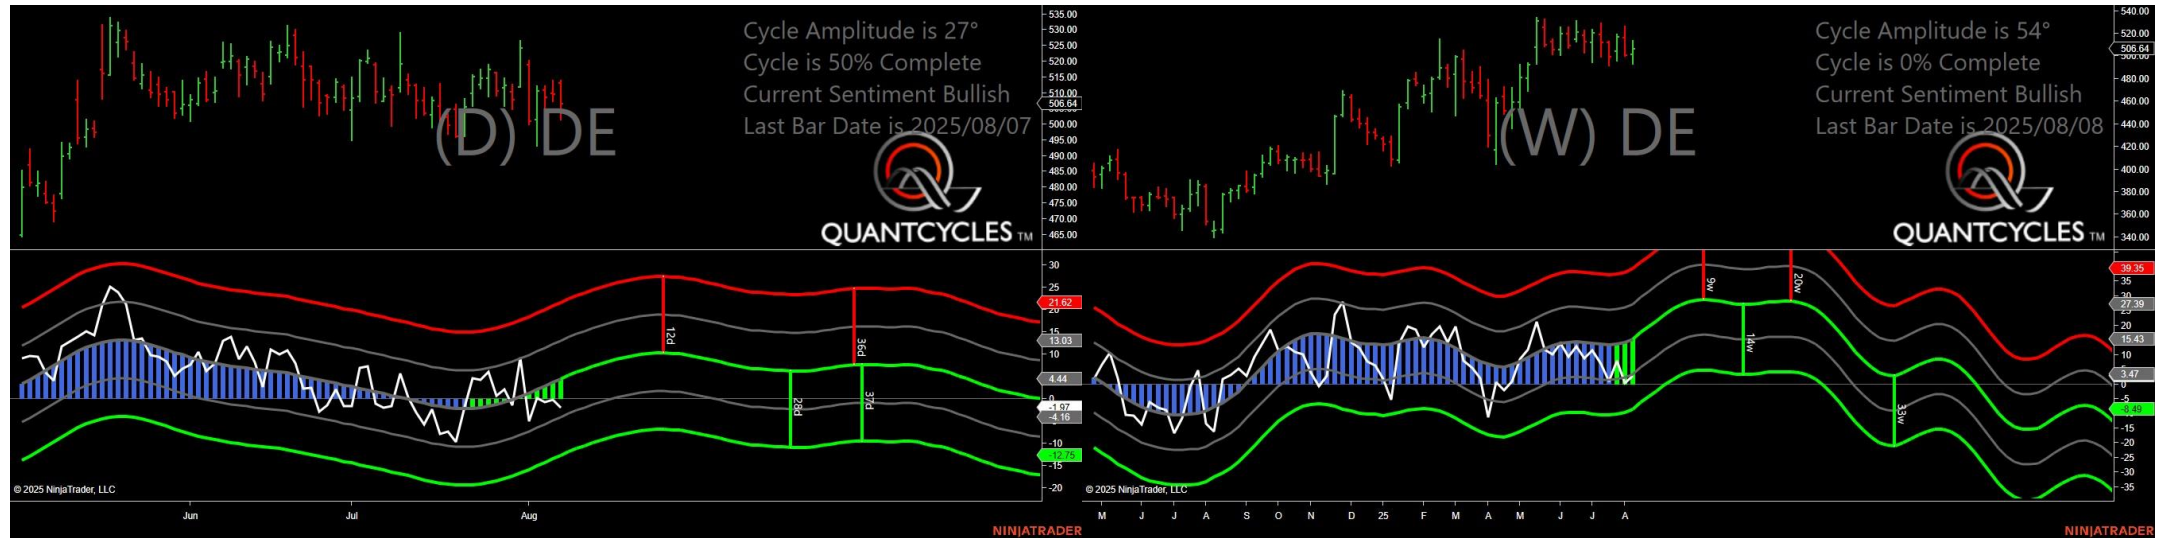 Cycle Amplitude is 27°
Cycle is 50% Complete
Current Sentiment Bullish
Last Bar Date is 2025/08/07
(D) DE
QUANTCYCLES TM
535.00
530.00
525.00
520.00
515.00
510.00
506.64
500.00
495.00
490.00
485.00
480.00
475.00
470.00
465.00
30
25
21.62
20
15
13.03
10
4.44
0
-1.97
-4.16
-10
-12.75
-15
-20
12d
28d
36d
37d
© 2025 NinjaTrader, LLC
Jun
Jul
Aug
NINJATRADER
Cycle Amplitude is 54°
Cycle is 0% Complete
Current Sentiment Bullish
Last Bar Date is 2025/08/08
(W) DE
QUANTCYCLES TM
540.00
520.00
506.64
500.00
480.00
460.00
440.00
420.00
400.00
380.00
360.00
340.00
39.35
35
30
27.39
25
20
15.43
10
3.47
0
-5
-8.49
-15
-20
-25
-30
-35
9w
14w
20w
33w
© 2025 NinjaTrader, LLC
M
J
J
A
S
O
N
D
25
F
M
A
M
J
J
A
NINJATRADER